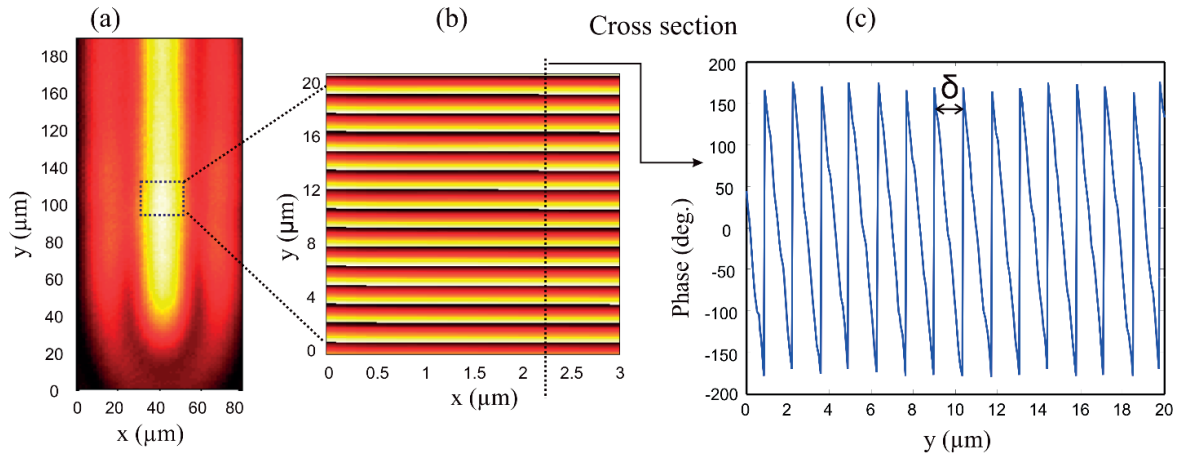 (a)
(b)
Cross section
(c)
180
160
140
120
100
80
60
40
20
0
y (μm)
0 20 40 60 80
x (μm)
20
16
12
8
4
0
y (μm)
0 0.5 1 1.5 2 2.5 3
x (μm)
200
150
100
50
0
-50
-100
-150
-200
Phase (deg.)
δ
0 2 4 6 8 10 12 14 16 18 20
y (μm)